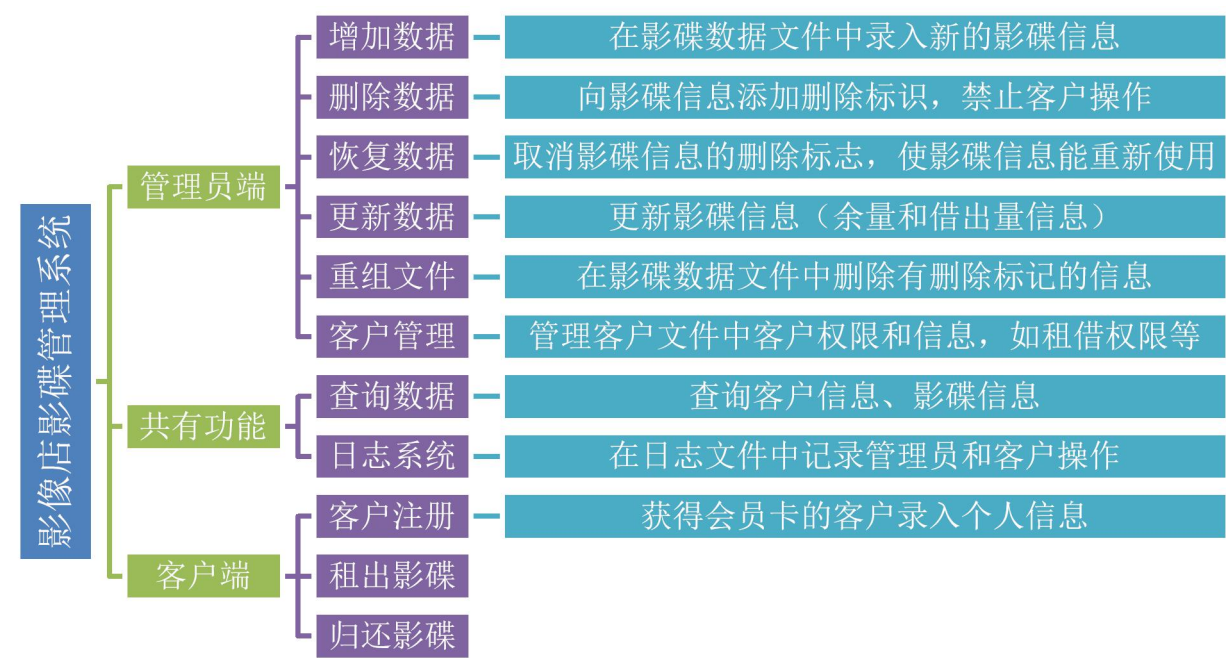 影像店影碟管理系统
管理员端
增加数据
在影碟数据文件中录入新的影碟信息
删除数据
向影碟信息添加删除标识，禁止客户操作
恢复数据
取消影碟信息的删除标志，使影碟信息能重新使用
更新数据
更新影碟信息（余量和借出量信息）
重组文件
在影碟数据文件中删除有删除标记的信息
客户管理
管理客户文件中客户权限和信息，如租借权限等
共有功能
查询数据
查询客户信息、影碟信息
日志系统
在日志文件中记录管理员和客户操作
客户端
客户注册
获得会员卡的客户录入个人信息
租出影碟
归还影碟